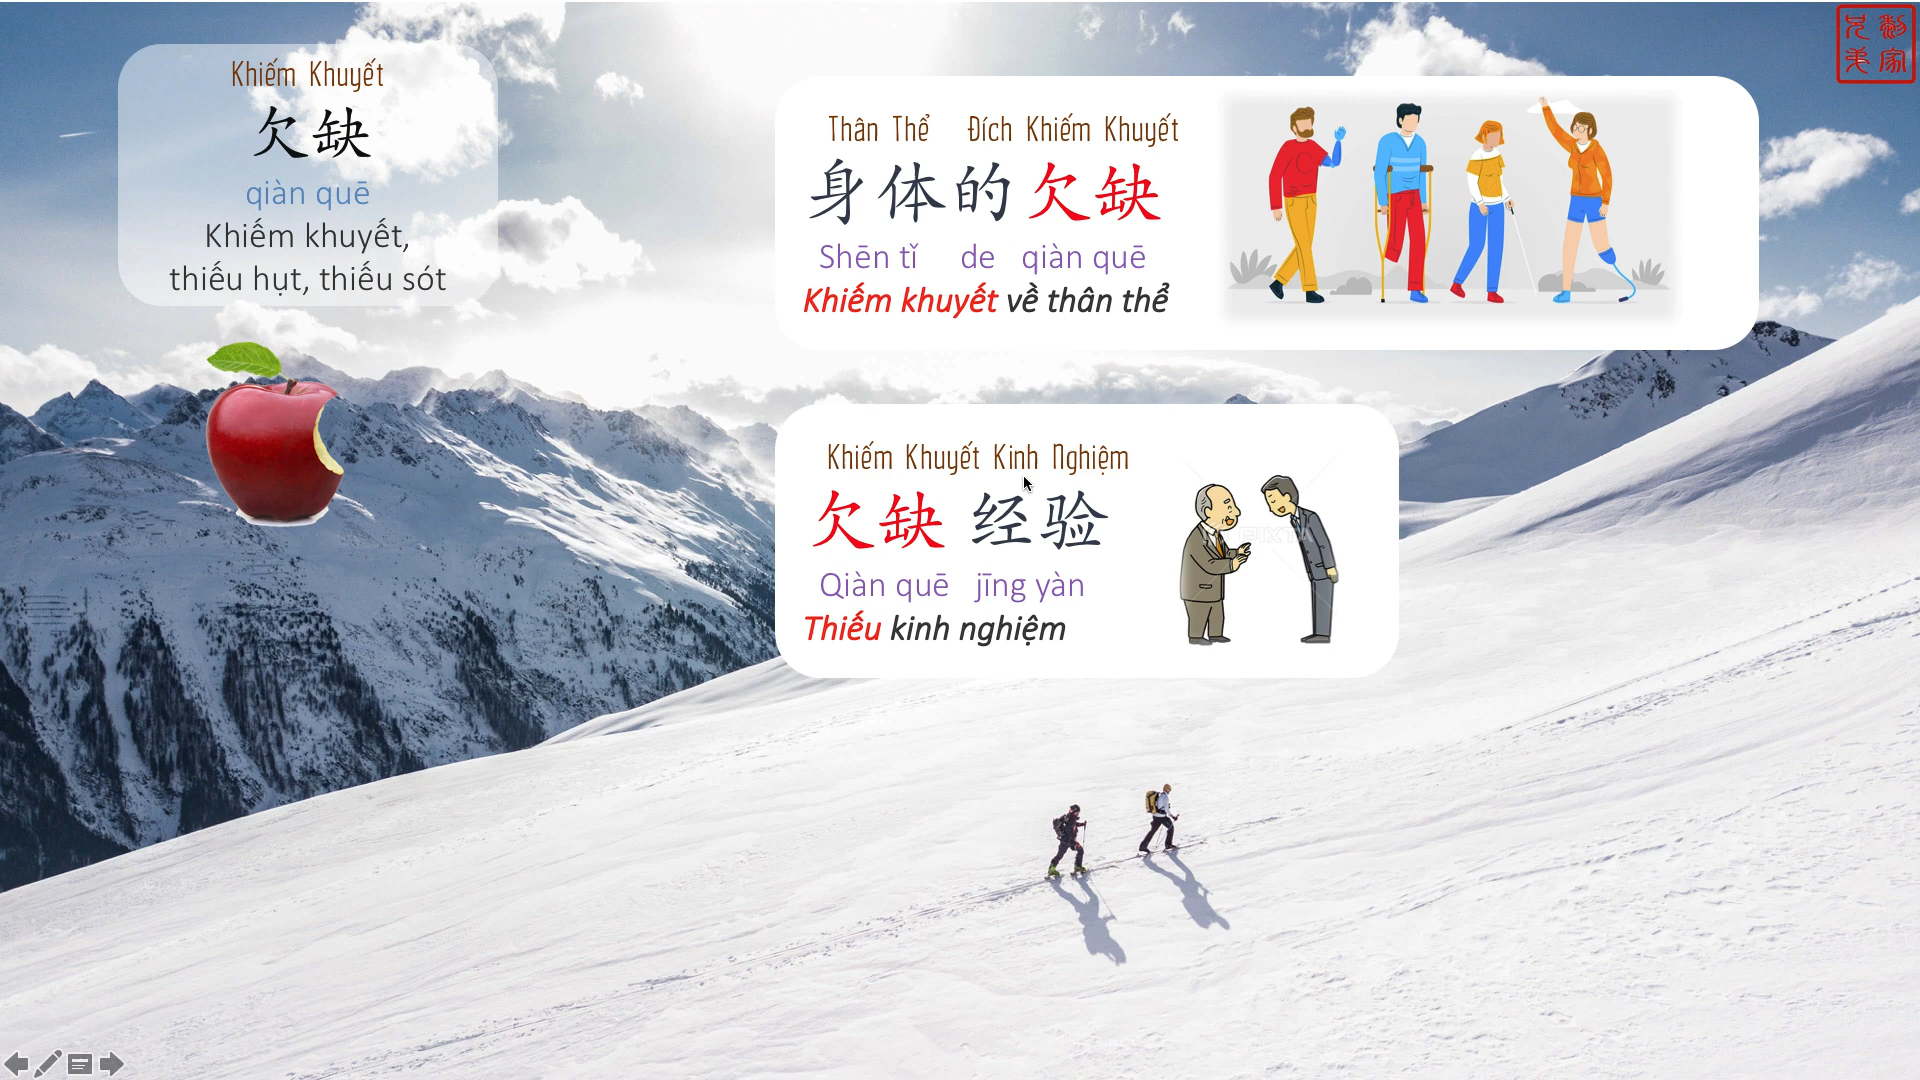 Khiếm Khuyết
欠缺
qiàn quē
Khiếm khuyết,
thiếu hụt, thiếu sót
Thân Thể Đích Khiếm Khuyết
身体的欠缺
Shēn tǐ de qiàn quē
Khiếm khuyết về thân thể
Khiếm Khuyết Kinh Nghiệm
欠缺 经验
Qiàn quē jīng yàn
Thiếu kinh nghiệm
PIXTA